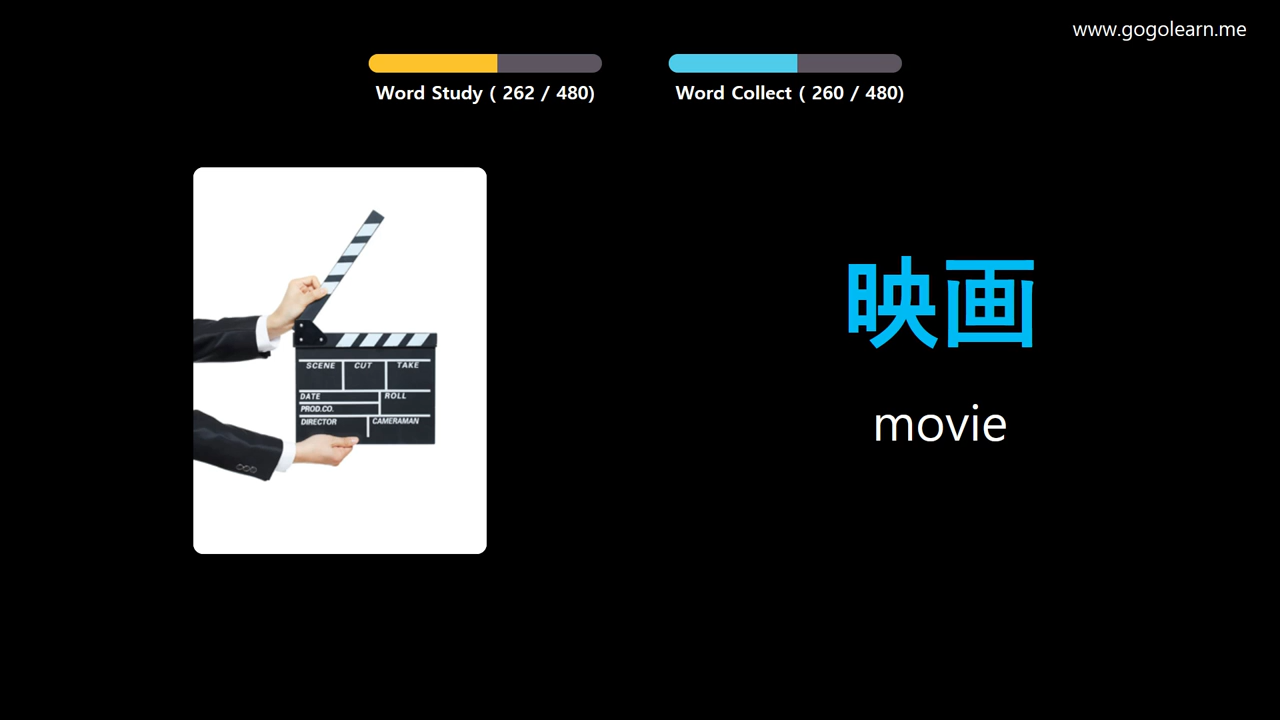 www.gogolearn.me
Word Study ( 262 / 480)
Word Collect ( 260 / 480)
SCENE CUT TAKE
DATE ROLL
PROD.CO.
DIRECTOR CAMERAMAN
映画
movie